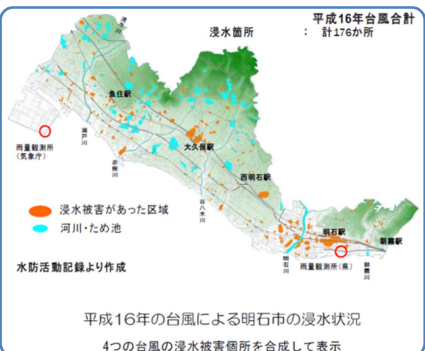 平成16年台風合計
： 計176か所
浸水箇所
魚住駅
瀬戸川
雨量観測所
（気象庁）
赤根川
大久保駅
西明石駅
谷八木川
浸水被害があった区域
河川・ため池
明石駅
朝霧駅
明石川
雨量観測所（県）
朝霧川
水防活動記録より作成
平成16年の台風による明石市の浸水状況
4つの台風の浸水被害個所を合成して表示